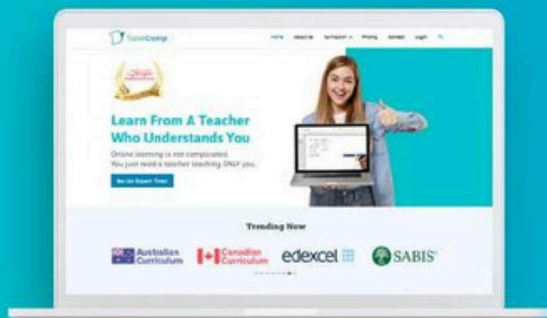 Home About Us Curriculum Pricing Contact Login
Learn From A Teacher
Who Understands You
Online learning is not complicated.
You just need a teacher teaching ONLY you.
Trending Now
Australian
Curriculum
Canadian
Curriculum
edexcel
SABIS